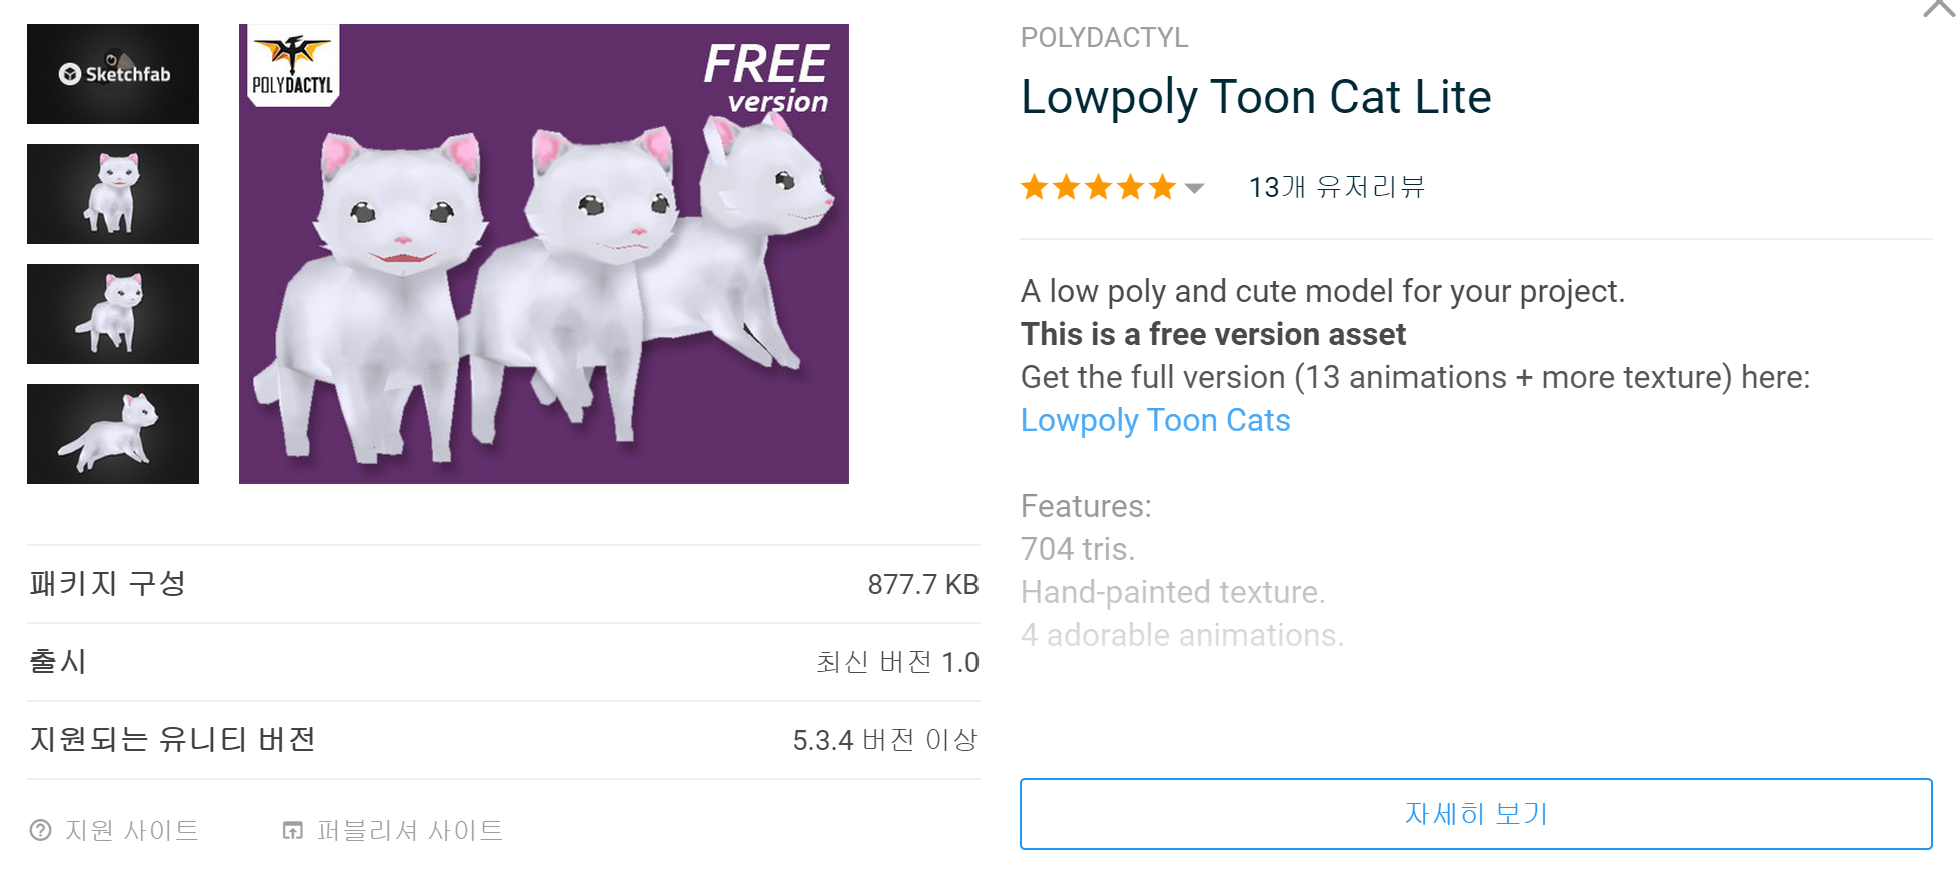 Sketchfab
POLYDACTYL
FREE
version
패키지 구성 877.7 KB
출시 최신 버전 1.0
지원되는 유니티 버전 5.3.4 버전 이상
지원 사이트 퍼블리셔 사이트
POLYDACTYL
Lowpoly Toon Cat Lite
13개 유저리뷰
A low poly and cute model for your project.
This is a free version asset
Get the full version (13 animations + more texture) here:
Lowpoly Toon Cats
Features:
704 tris.
Hand-painted texture.
4 adorable animations.
자세히 보기